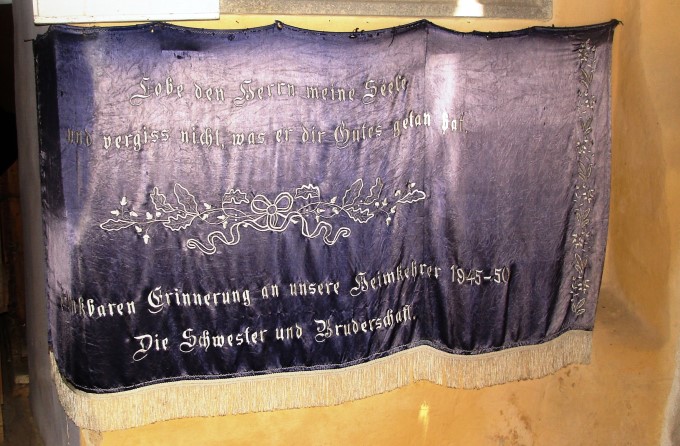 Lobe den Herrn meine Seele
und vergiss nicht, was er dir Gutes getan hat.
dankbaren Erinnerung an unsere Heimkehrer 1945-50
Die Schwester und Bruderschaft.